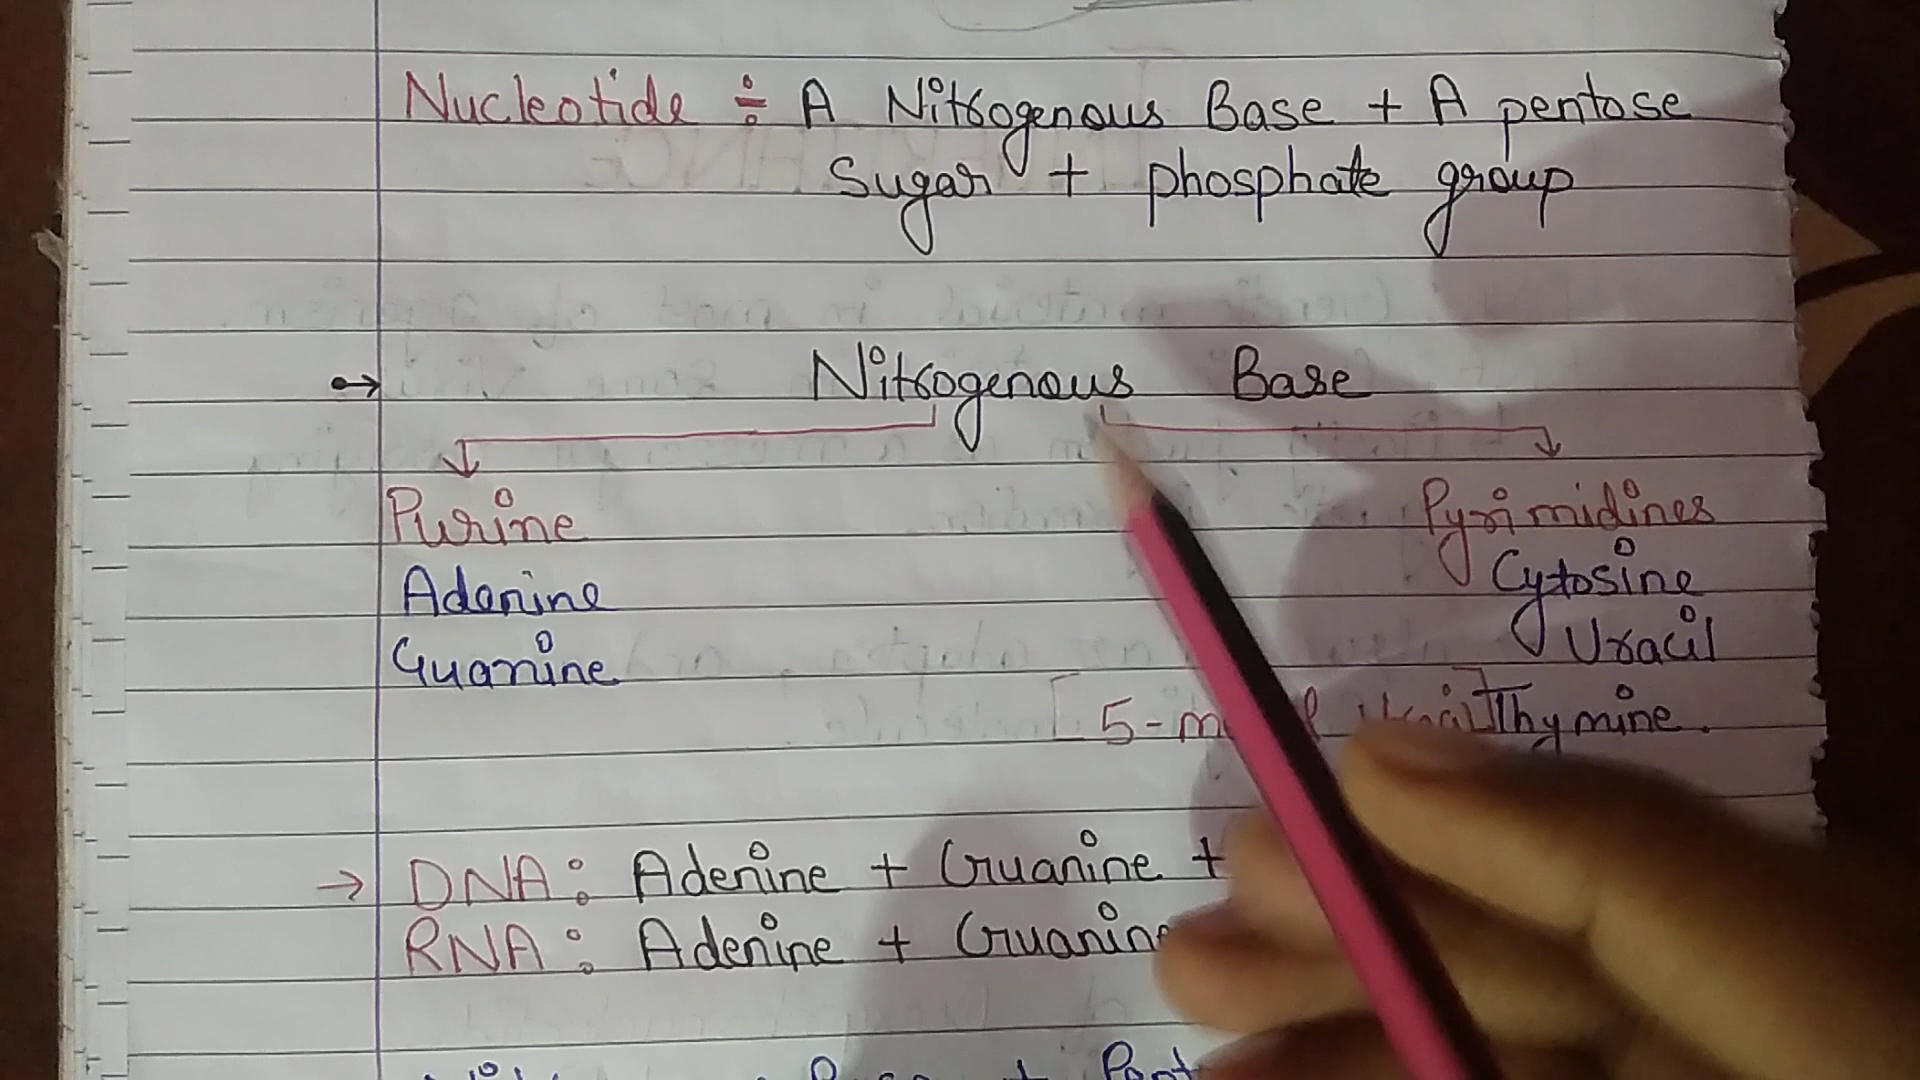 Nucleotide ÷ A Nitrogenous Base + A pentose
Sugar + phosphate group
Nitrogenous Base
Purine
Pyrimidines
Adenine
Cytosine
Guanine
Uracil
[5- ] Thymine.
→ DNA: Adenine + Guanine +
RNA: Adenine + Guanine